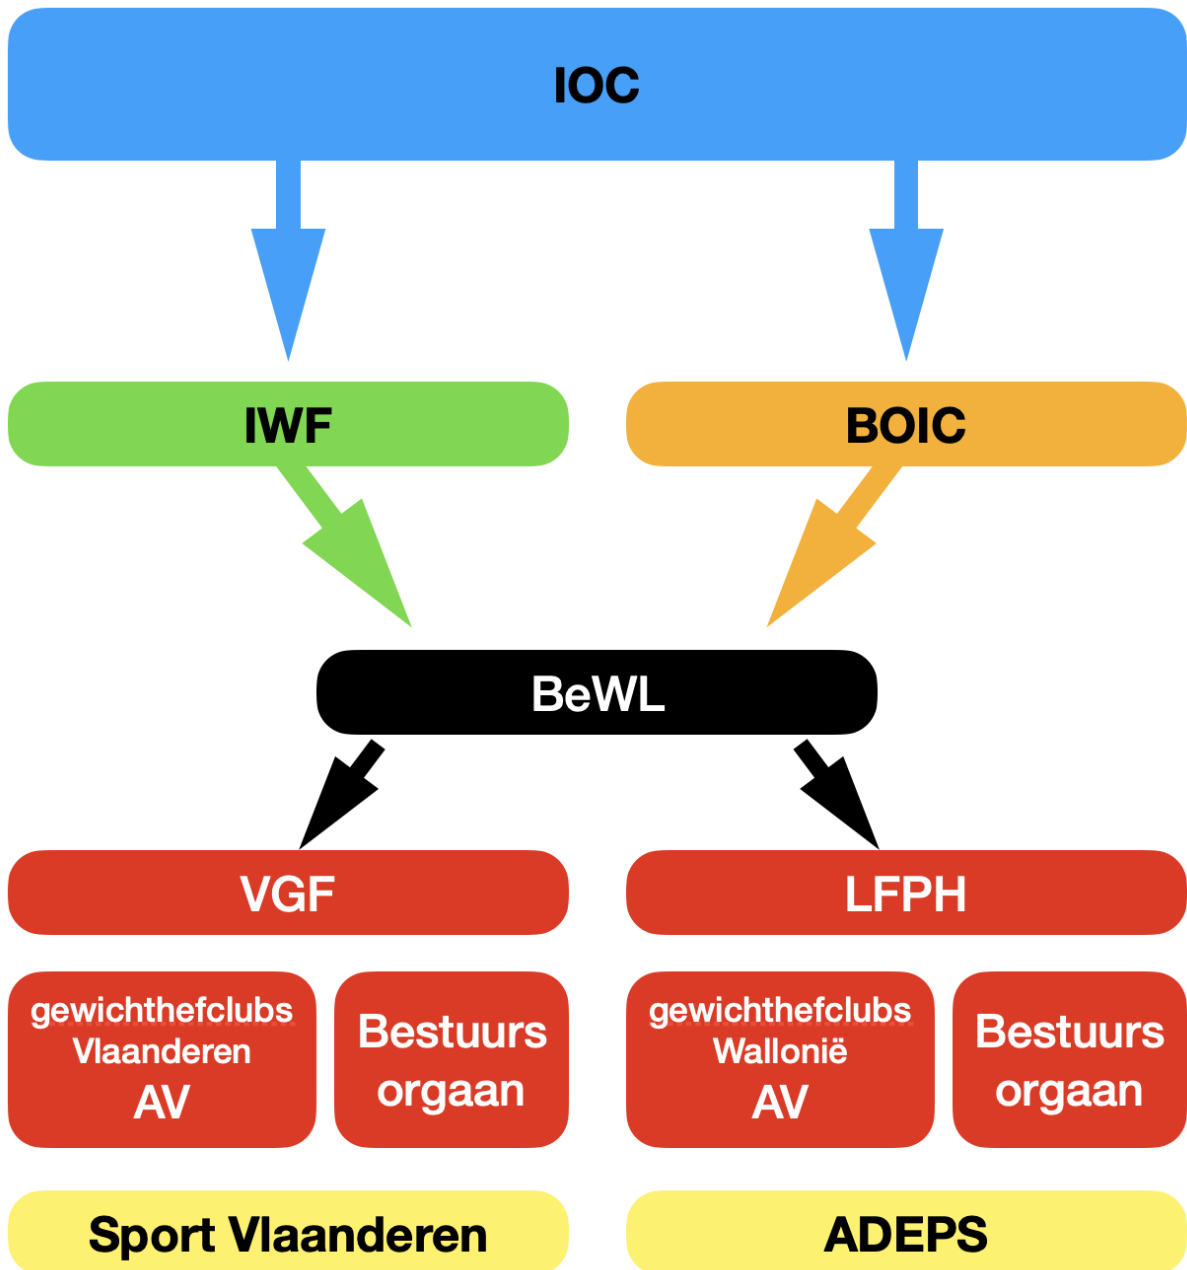 IOC
IWF
BOIC
BeWL
VGF
LFPH
gewichthefclubs
Vlaanderen
AV
Bestuurs
orgaan
gewichthefclubs
Wallonië
AV
Bestuurs
orgaan
Sport Vlaanderen
ADEPS